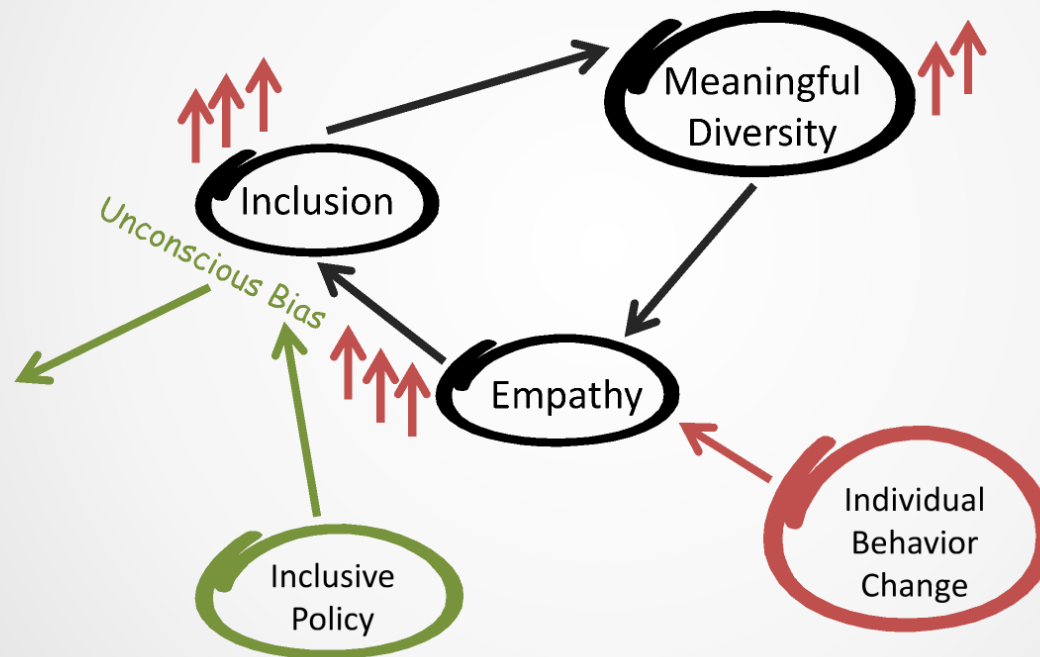 Meaningful
Diversity
Inclusion
Unconscious Bias
Empathy
Individual
Behavior
Change
Inclusive
Policy